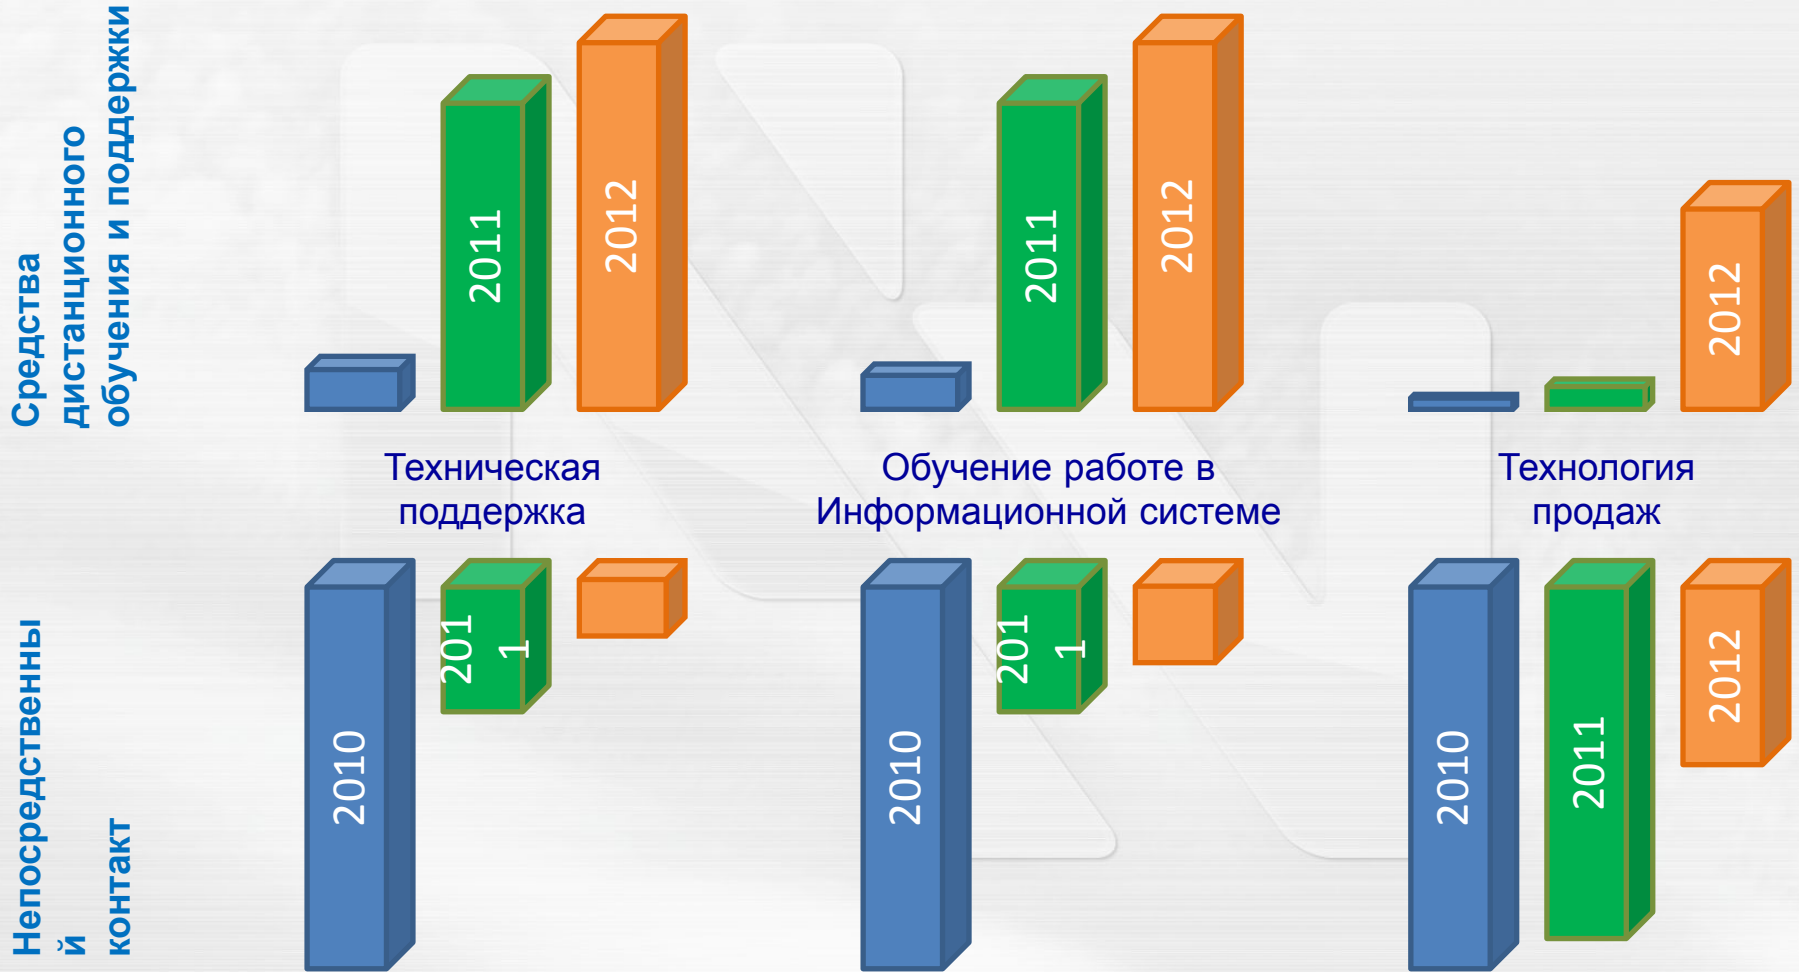 Средства
дистанционного
обучения и поддержки
2011
2012
2011
2012
2012
Техническая
поддержка
Обучение работе в
Информационной системе
Технология
продаж
Непосредственны
й
контакт
2010
201
1
2010
201
1
2010
2011
2012